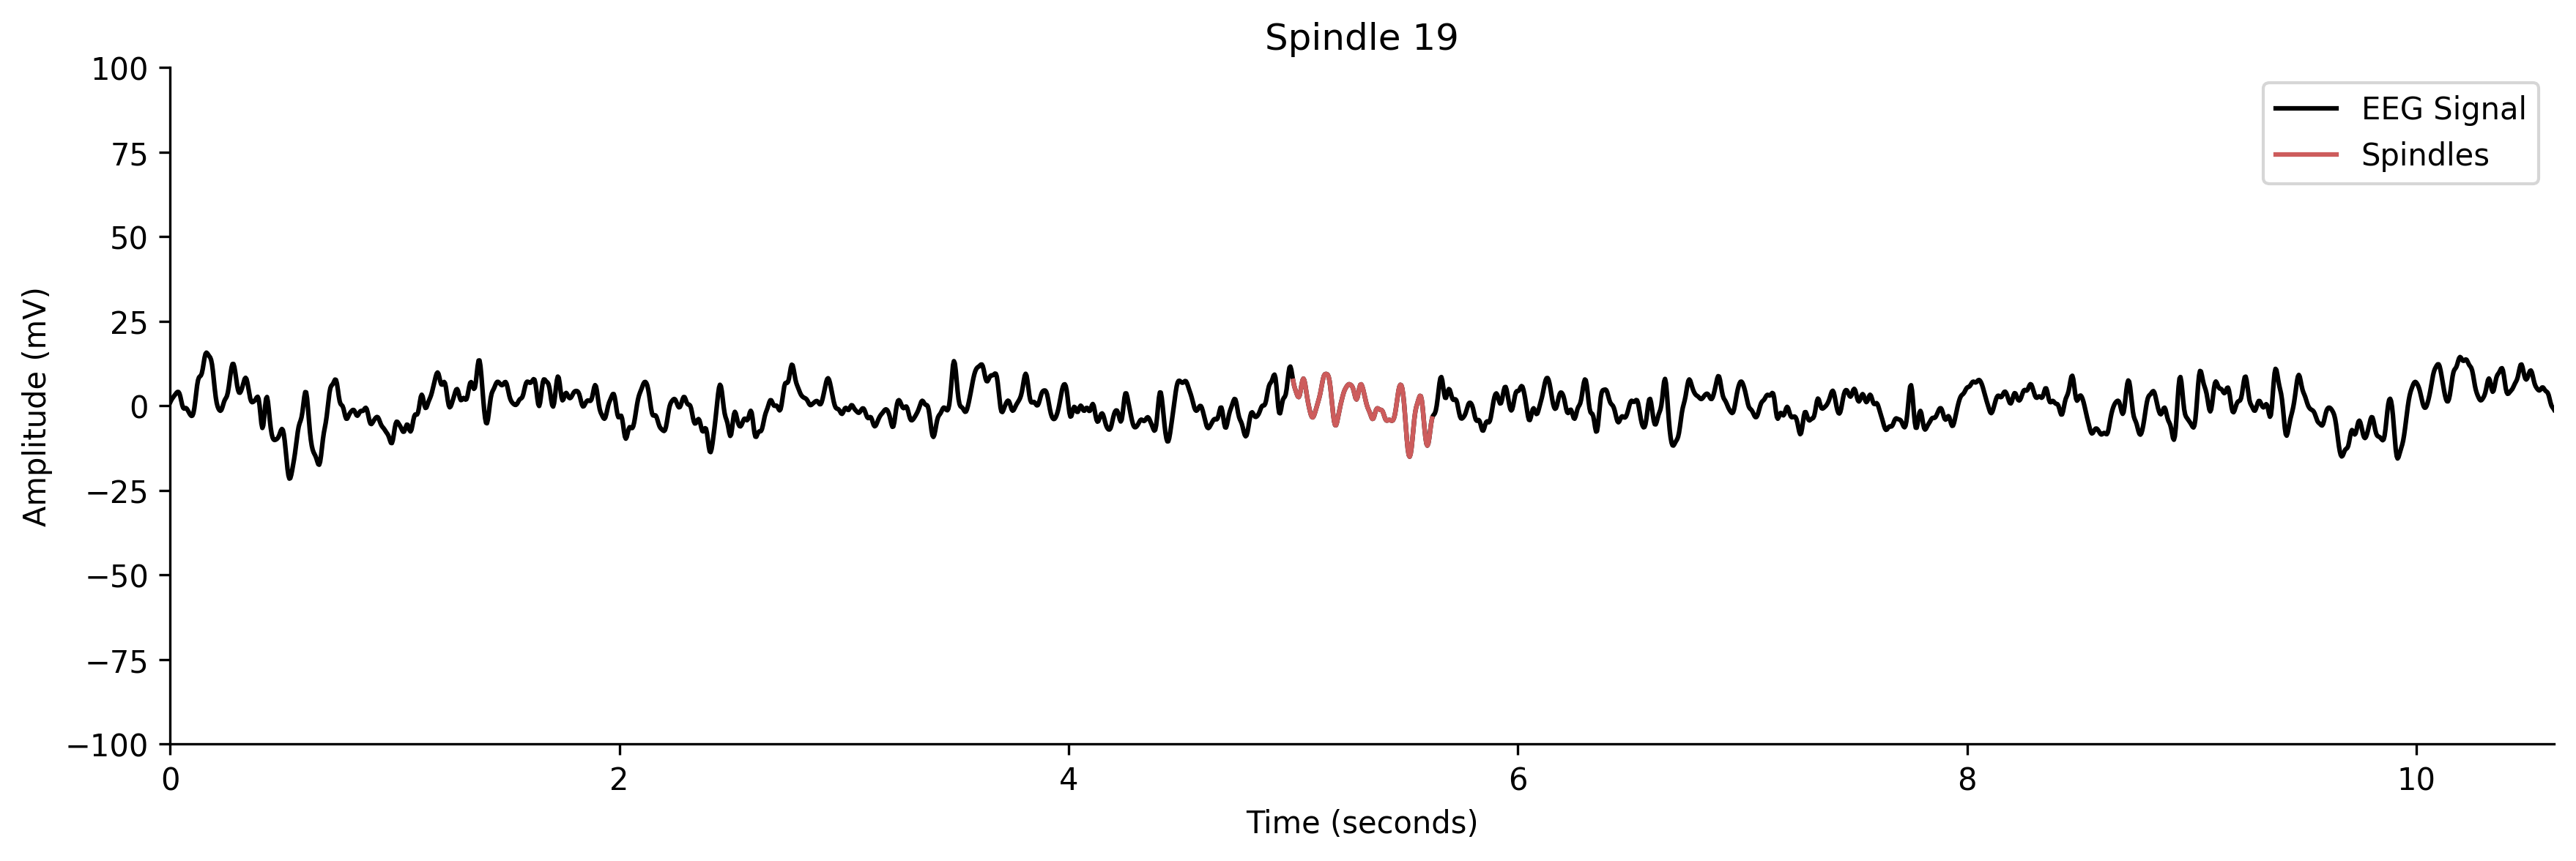 Spindle 19
100
75
50
25
0
−25
−50
−75
−100
Amplitude (mV)
EEG Signal
Spindles
0 2 4 6 8 10
Time (seconds)